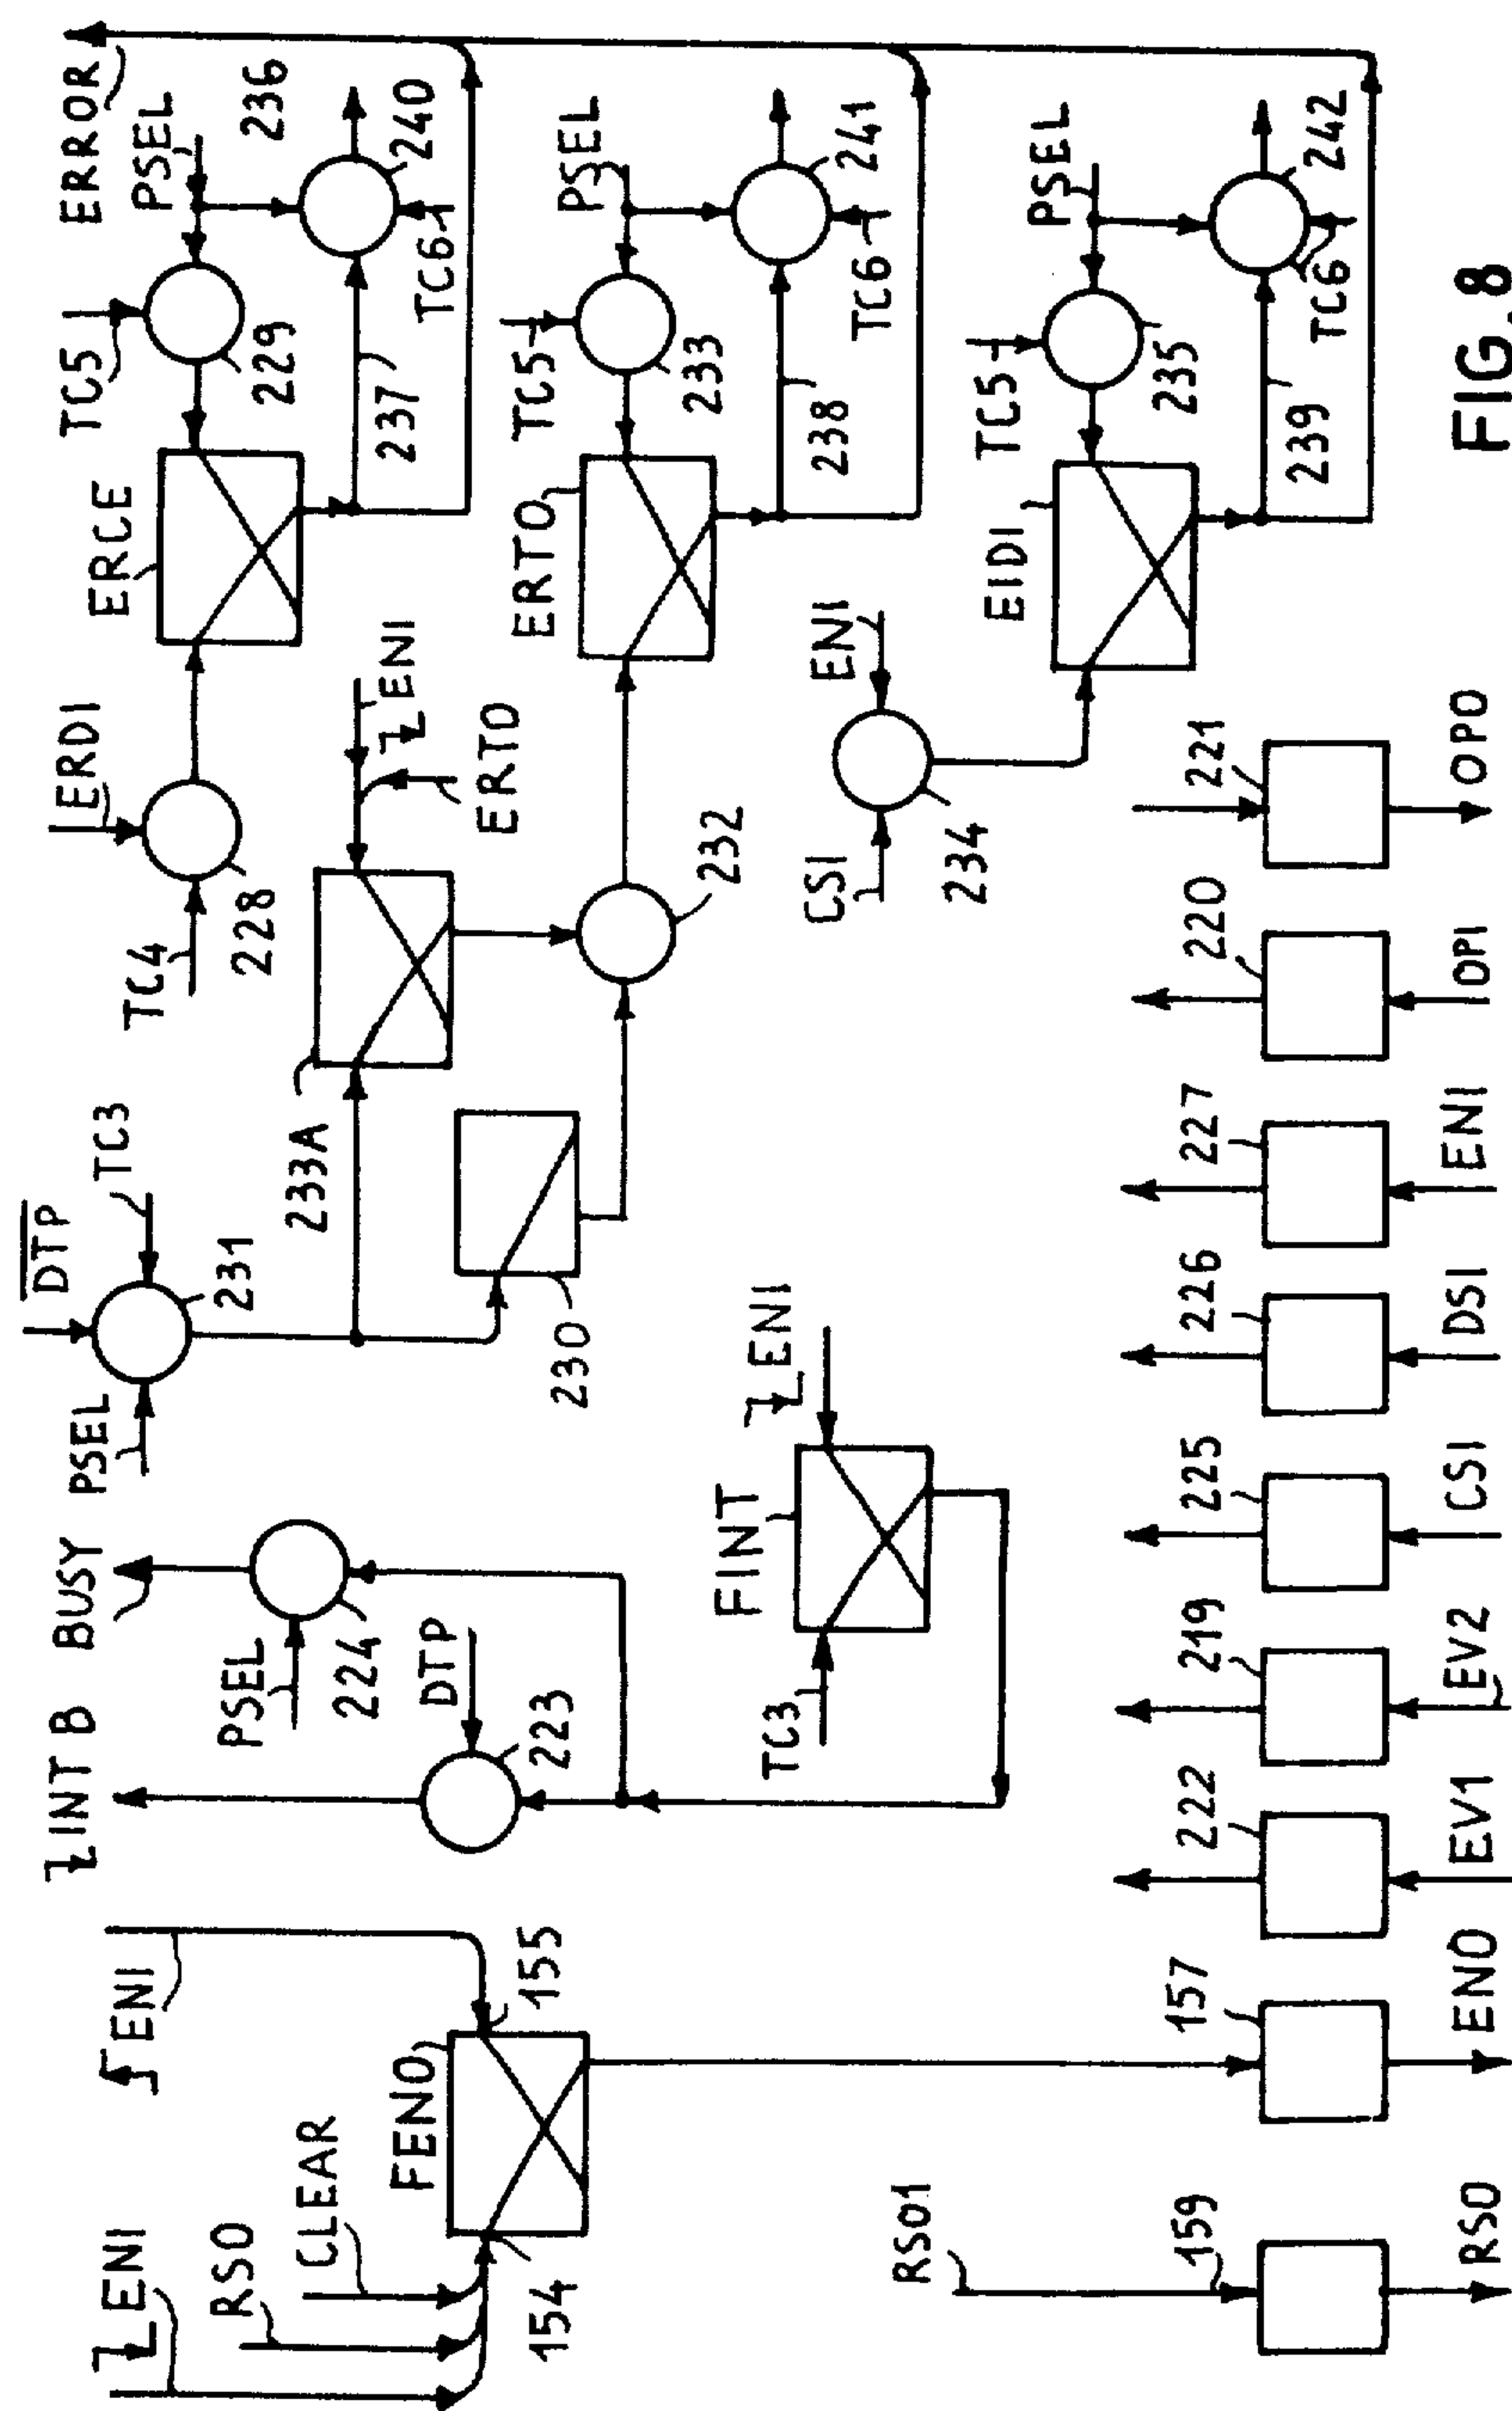 ERROR
PSEL
236
TC5
229
240
TC6
237
ERCE
ERDI
TC4
228
PSEL
TC5
233
241
TC6
238
ERTO
ENI
ERTO
233A
232
DTP
TC3
PSEL
231
230
PSEL
TC5
235
242
TC6
239
EIDI
ENI
CSI
234
INT B
BUSY
PSEL
224
DTP
223
FINT
TC3
ENI
ENI
RSO
CLEAR
154
FENO
ENI
155
RSO1
159
RSO
157
ENO
222
EV1
219
EV2
225
CSI
226
DSI
227
ENI
220
OPI
221
OPO
FIG. 8